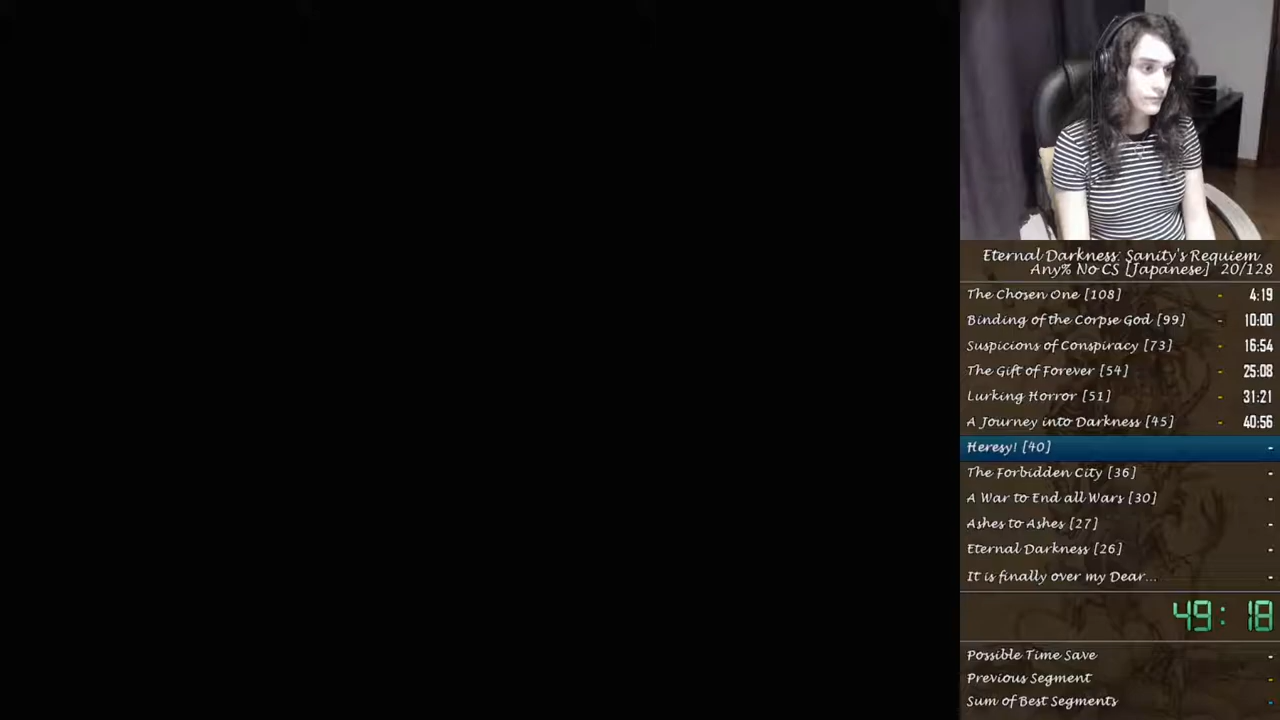 Eternal Darkness: Sanity's Requiem
Any% No CS [Japanese] 20/128
The Chosen One [108] - 4:19
Binding of the Corpse God [99] - 10:00
Suspicions of Conspiracy [73] - 16:54
The Gift of Forever [54] - 25:08
Lurking Horror [51] - 31:21
A Journey into Darkness [45] - 40:56
Heresy! [40] -
The Forbidden City [36] -
A War to End all Wars [30] -
Ashes to Ashes [27] -
Eternal Darkness [26] -
It is finally over my Dear... -
49:18
Possible Time Save -
Previous Segment -
Sum of Best Segments -